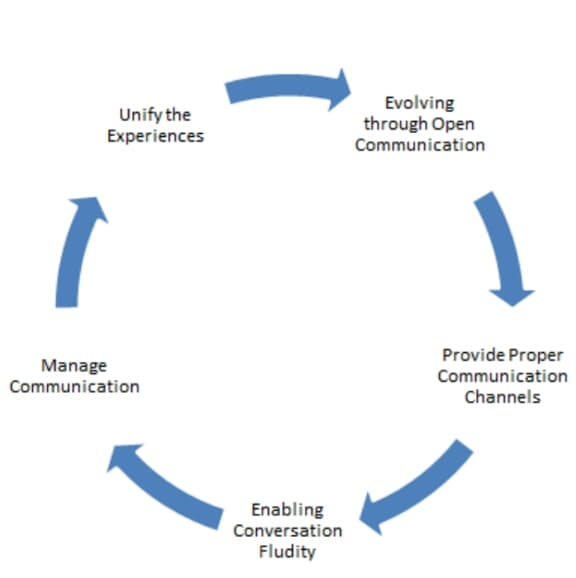 Unify the
Experiences
Evolving
through Open
Communication
Provide Proper
Communication
Channels
Enabling
Conversation
Fludity
Manage
Communication